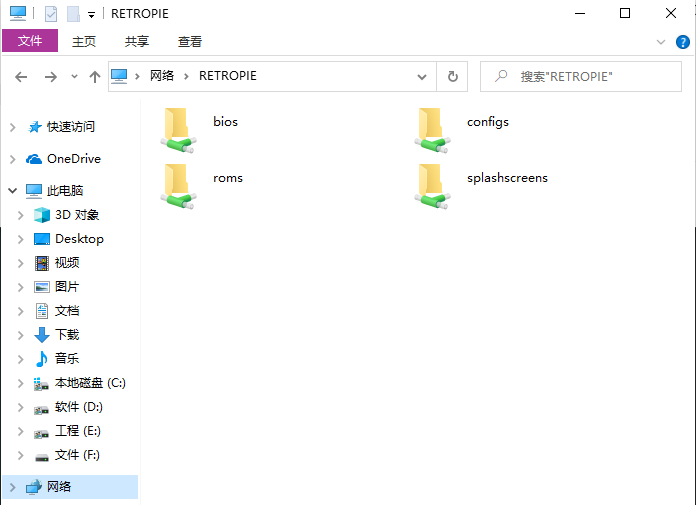 RETROPIE
文件 主页 共享 查看
网络 RETROPIE 搜索"RETROPIE"
快速访问
OneDrive
此电脑
3D 对象
Desktop
视频
图片
文档
下载
音乐
本地磁盘 (C:)
软件 (D:)
工程 (E:)
文件 (F:)
网络
bios configs
roms splashscreens